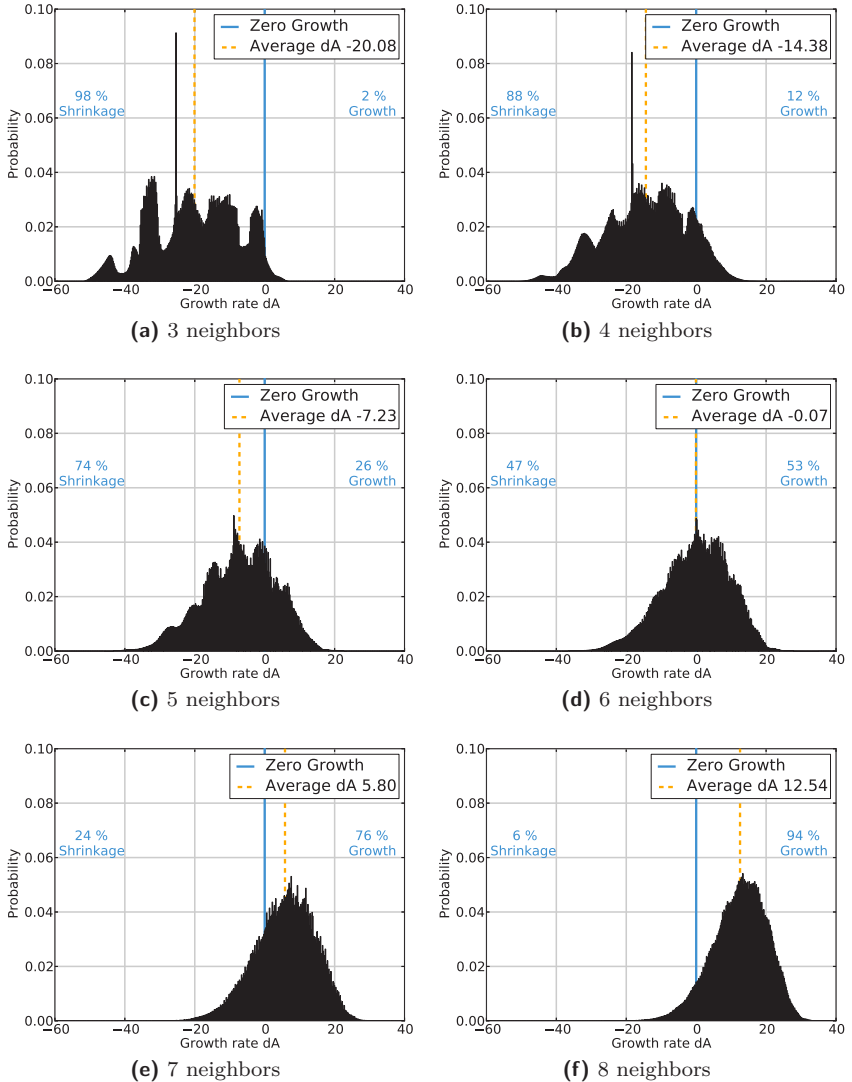 0.10
0.08
0.06
0.04
0.02
0.00
Probability
Zero Growth
Average dA -20.08
98 %
Shrinkage
2 %
Growth
−60
−40
−20
0
20
40
Growth rate dA
(a) 3 neighbors
0.10
0.08
0.06
0.04
0.02
0.00
Probability
Zero Growth
Average dA -14.38
88 %
Shrinkage
12 %
Growth
−60
−40
−20
0
20
40
Growth rate dA
(b) 4 neighbors
0.10
0.08
0.06
0.04
0.02
0.00
Probability
Zero Growth
Average dA -7.23
74 %
Shrinkage
26 %
Growth
−60
−40
−20
0
20
40
Growth rate dA
(c) 5 neighbors
0.10
0.08
0.06
0.04
0.02
0.00
Probability
Zero Growth
Average dA -0.07
47 %
Shrinkage
53 %
Growth
−60
−40
−20
0
20
40
Growth rate dA
(d) 6 neighbors
0.10
0.08
0.06
0.04
0.02
0.00
Probability
Zero Growth
Average dA 5.80
24 %
Shrinkage
76 %
Growth
−60
−40
−20
0
20
40
Growth rate dA
(e) 7 neighbors
0.10
0.08
0.06
0.04
0.02
0.00
Probability
Zero Growth
Average dA 12.54
6 %
Shrinkage
94 %
Growth
−60
−40
−20
0
20
40
Growth rate dA
(f) 8 neighbors